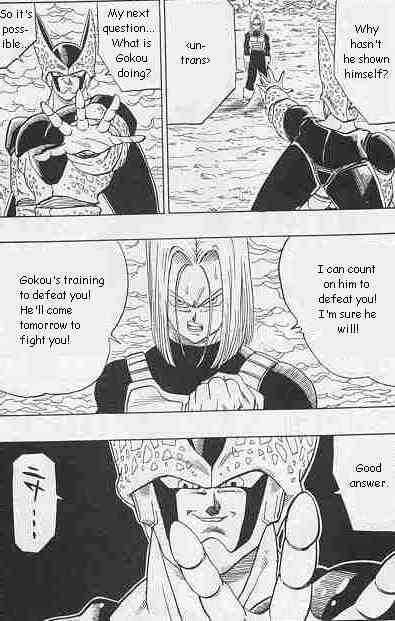 My next
question...
What is
Gokou
doing?
So it's
poss-
ible...
Why
hasn't
he shown
himself?
<un-
trans>
I can count
on him to
defeat you!
I'm sure he
will!
Gokou's training
to defeat you!
He'll come
tomorrow to
fight you!
Good
answer.
ニヂ……